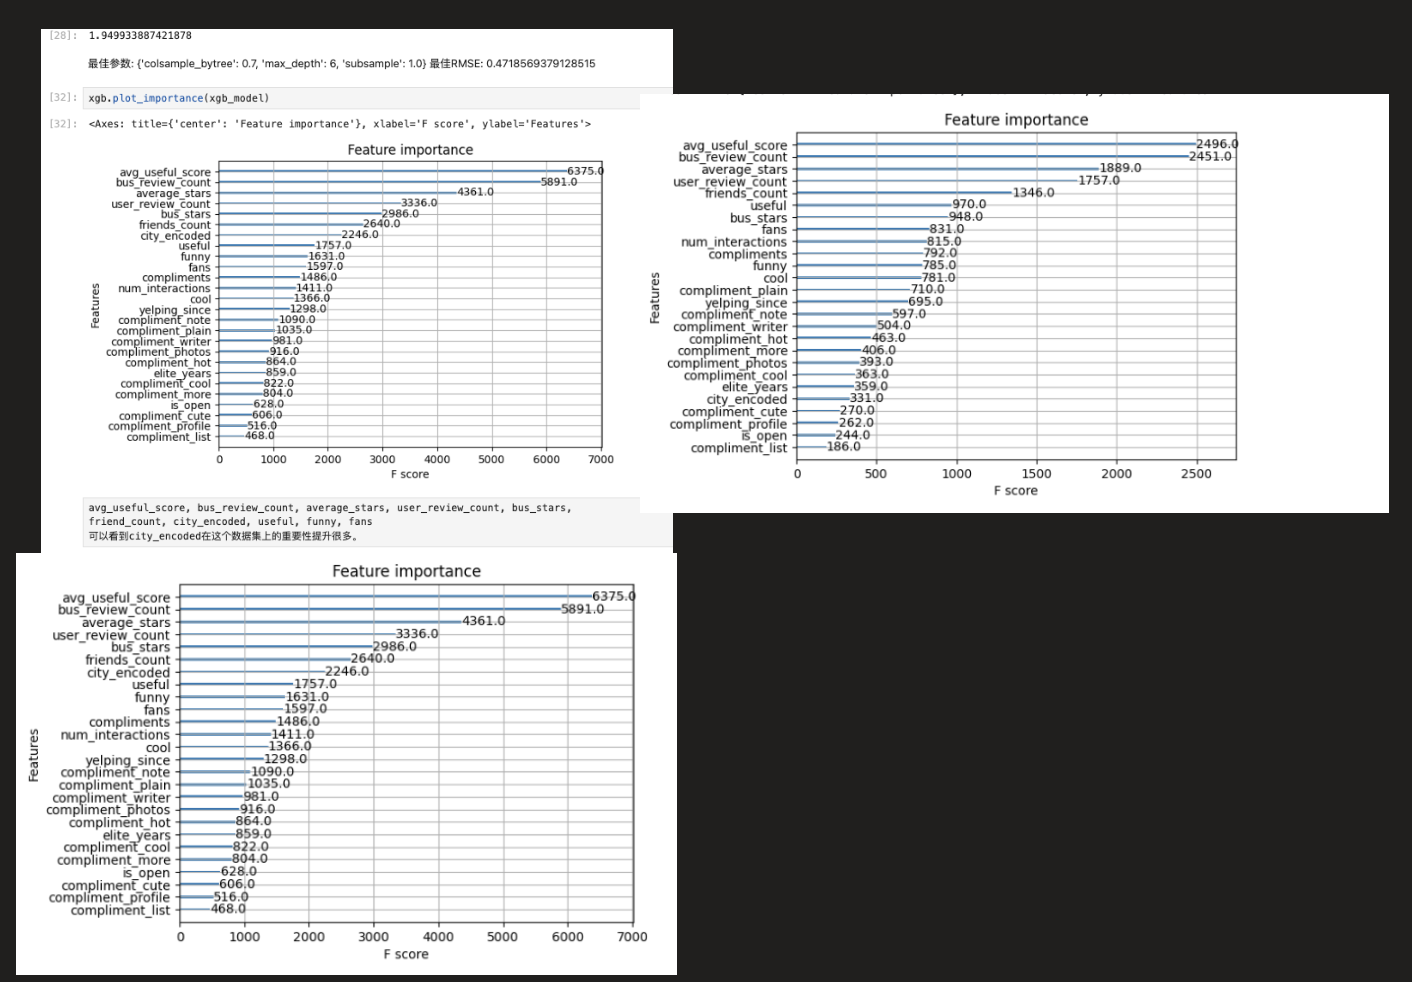 [28]: 1.949933887421878
最佳参数: {'colsample_bytree': 0.7, 'max_depth': 6, 'subsample': 1.0} 最佳RMSE: 0.4718569379128515
[32]: xgb.plot_importance(xgb_model)
[32]: <Axes: title={'center': 'Feature importance'}, xlabel='F score', ylabel='Features'>
Feature importance
avg_useful_score 6375.0
bus_review_count 5891.0
average_stars 4361.0
user_review_count 3336.0
bus_stars 2986.0
friends_count 2640.0
city_encoded 2246.0
useful 1757.0
funny 1631.0
fans 1597.0
compliments 1486.0
num_interactions 1411.0
cool 1366.0
yelping_since 1298.0
compliment_note 1090.0
compliment_plain 1035.0
compliment_writer 981.0
compliment_photos 916.0
compliment_hot 864.0
elite_years 859.0
compliment_cool 822.0
compliment_more 804.0
is_open 628.0
compliment_cute 606.0
compliment_profile 516.0
compliment_list 468.0
Features
0 1000 2000 3000 4000 5000 6000 7000
F score
avg_useful_score, bus_review_count, average_stars, user_review_count, bus_stars,
friend_count, city_encoded, useful, funny, fans
可以看到city_encoded在这个数据集上的重要性提升很多。
Feature importance
avg_useful_score 2496.0
bus_review_count 2451.0
average_stars 1889.0
user_review_count 1757.0
friends_count 1346.0
useful 970.0
bus_stars 948.0
fans 831.0
num_interactions 815.0
compliments 792.0
funny 785.0
cool 781.0
compliment_plain 710.0
yelping_since 695.0
compliment_note 597.0
compliment_writer 504.0
compliment_hot 463.0
compliment_more 406.0
compliment_photos 393.0
compliment_cool 363.0
elite_years 359.0
city_encoded 331.0
compliment_cute 270.0
compliment_profile 262.0
is_open 244.0
compliment_list 186.0
Features
0 500 1000 1500 2000 2500
F score
Feature importance
avg_useful_score 6375.0
bus_review_count 5891.0
average_stars 4361.0
user_review_count 3336.0
bus_stars 2986.0
friends_count 2640.0
city_encoded 2246.0
useful 1757.0
funny 1631.0
fans 1597.0
compliments 1486.0
num_interactions 1411.0
cool 1366.0
yelping_since 1298.0
compliment_note 1090.0
compliment_plain 1035.0
compliment_writer 981.0
compliment_photos 916.0
compliment_hot 864.0
elite_years 859.0
compliment_cool 822.0
compliment_more 804.0
is_open 628.0
compliment_cute 606.0
compliment_profile 516.0
compliment_list 468.0
Features
0 1000 2000 3000 4000 5000 6000 7000
F score